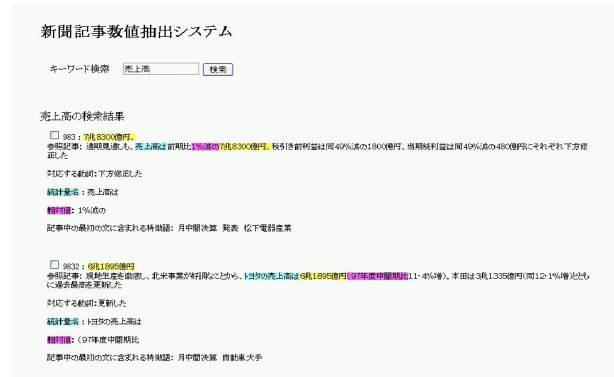 新聞記事数値抽出システム
キーワード検索 売上高 検索
売上高の検索結果
983：7兆8300億円、
参照記事：通期見通しも、売上高は前期比1%減の7兆8300億円、税引き前利益は同49%減の1800億円、当期純利益は同49%減の480億円にそれぞれ下方修
正した
対応する動詞：下方修正した
統計量名：売上高は
相対値：1%減の
記事中の最初の文に含まれる特徴語：月中間決算 発表 松下電器産業
9832：6兆1895億円
参照記事：現地生産を徹底し、北米事業が好調なことから、トヨタの売上高は6兆1895億円(97年度中間期比11・4%増)、本田は3兆1335億円(同12・1%増)ととも
に過去最高を更新した
対応する動詞：更新した
統計量名：トヨタの売上高は
相対値：(97年度中間期比
記事中の最初の文に含まれる特徴語：月中間決算 自動車大手